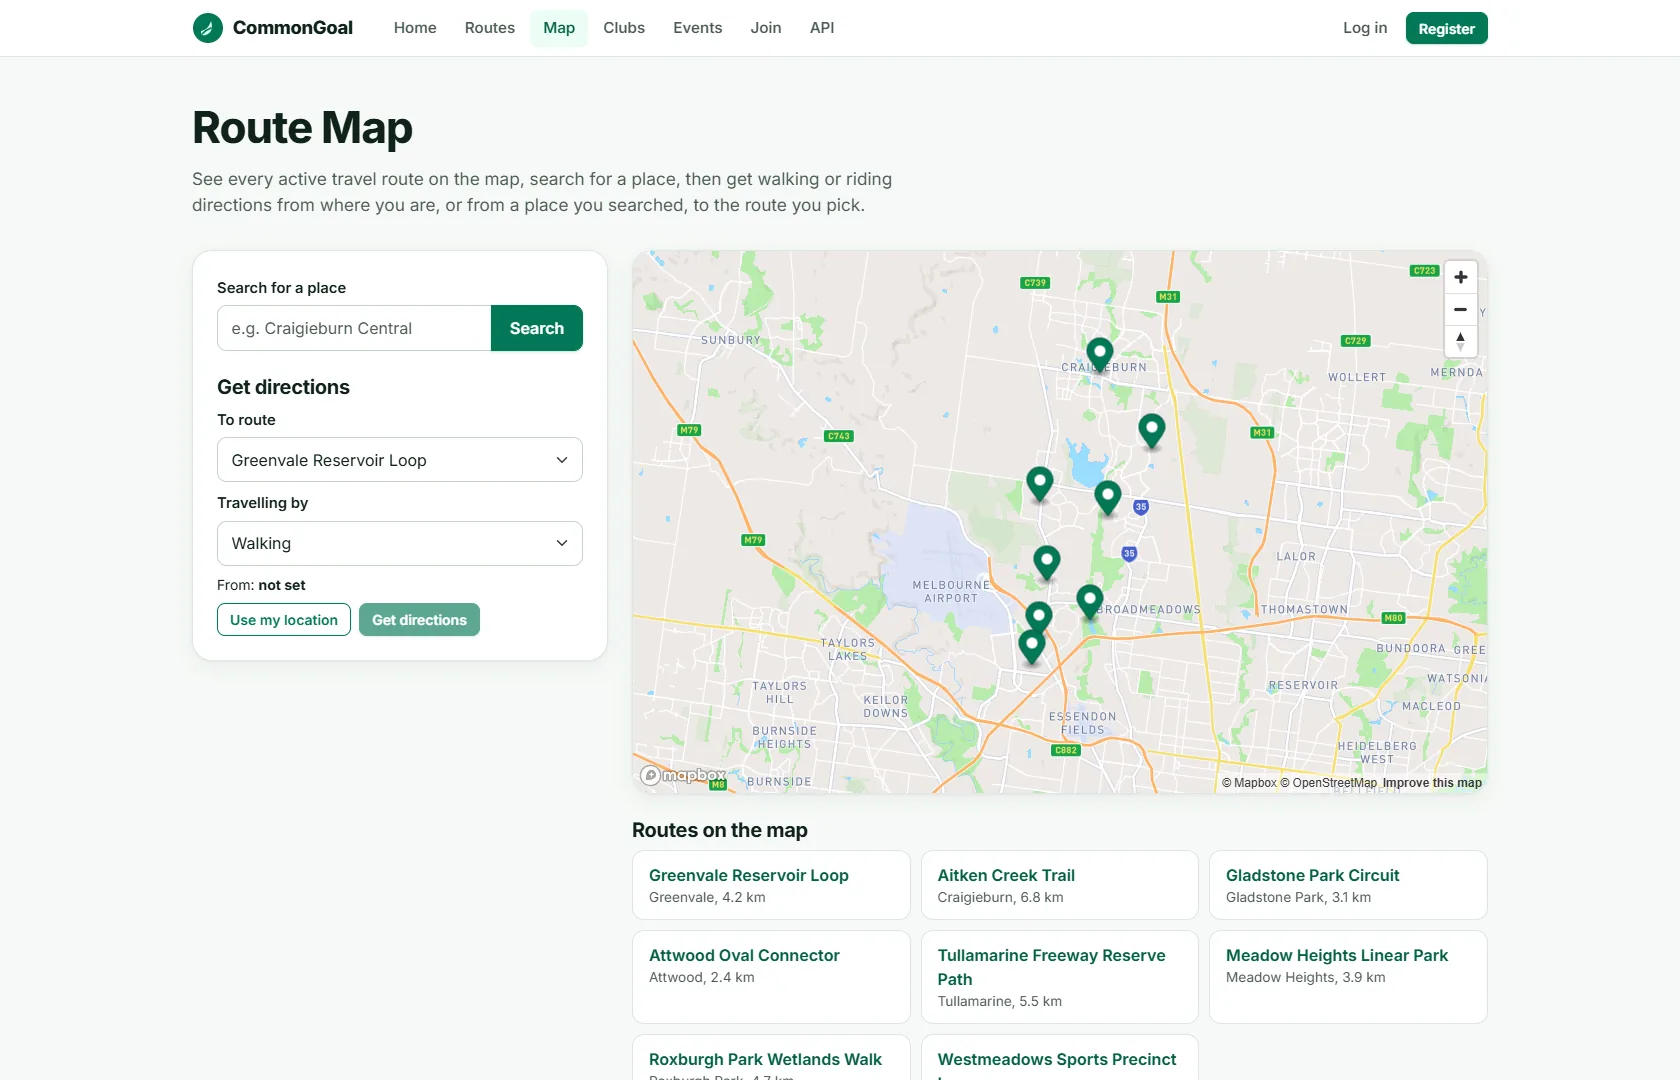 CommonGoal
Home
Routes
Map
Clubs
Events
Join
API
Log in
Register
Route Map
See every active travel route on the map, search for a place, then get walking or riding
directions from where you are, or from a place you searched, to the route you pick.
Search for a place
e.g. Craigieburn Central
Search
Get directions
To route
Greenvale Reservoir Loop
Travelling by
Walking
From: not set
Use my location
Get directions
C739
M31
C723
C729
SUNBURY
CRAIGIEBURN
WOLLERT
MERNDA
M79
C743
M31
35
M79
35
LALOR
MELBOURNE
AIRPORT
BROADMEADOWS
THOMASTOWN
M80
TAYLORS
LAKES
BUNDOORA
GREE
WATSONIA
TAYLORS
HILL
KEILOR
DOWNS
RESERVOIR
MACLEOD
ESSENDON
FIELDS
BURNSIDE
HEIGHTS
C882
HEIDELBERG
WEST
mapbox
M8
BURNSIDE
© Mapbox © OpenStreetMap Improve this map
Routes on the map
Greenvale Reservoir Loop
Greenvale, 4.2 km
Aitken Creek Trail
Craigieburn, 6.8 km
Gladstone Park Circuit
Gladstone Park, 3.1 km
Attwood Oval Connector
Attwood, 2.4 km
Tullamarine Freeway Reserve
Path
Tullamarine, 5.5 km
Meadow Heights Linear Park
Meadow Heights, 3.9 km
Roxburgh Park Wetlands Walk
Roxburgh Park, 4.7 km
Westmeadows Sports Precinct